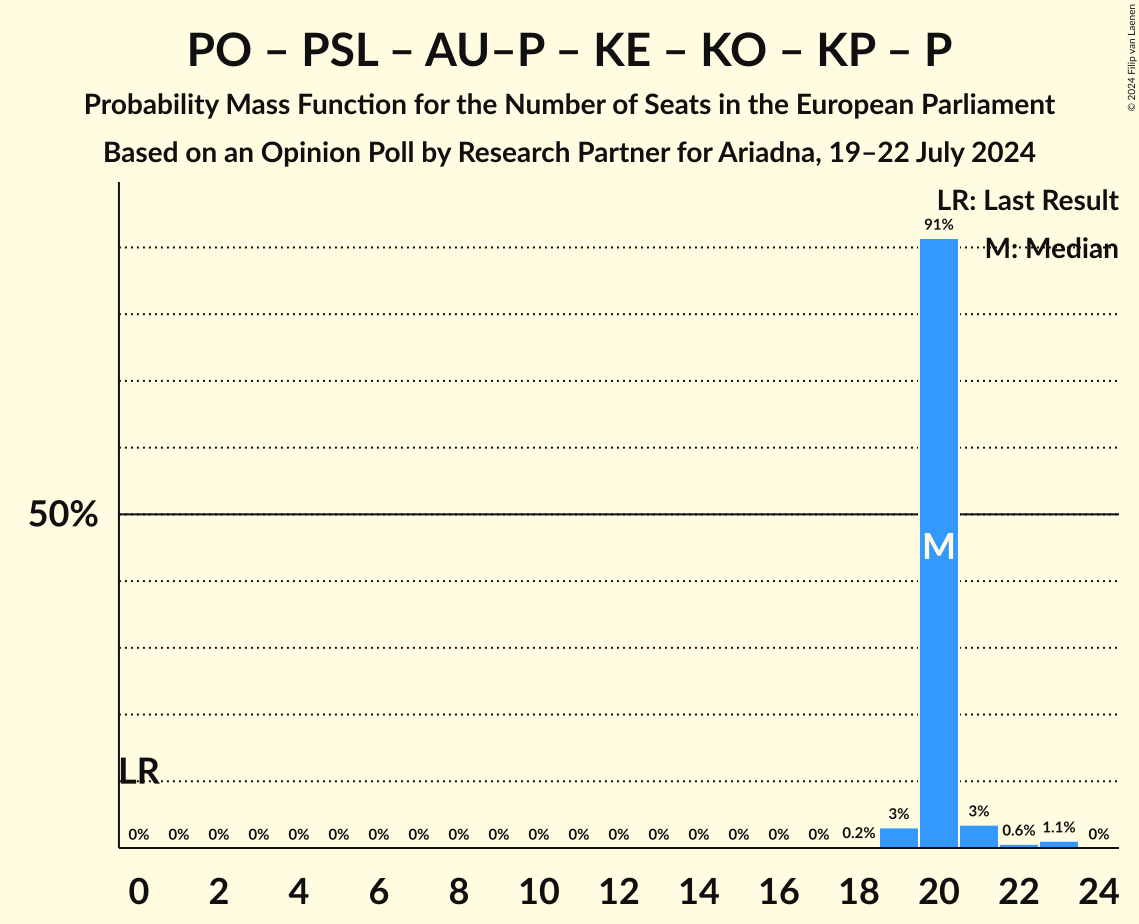 PO – PSL – AU–P – KE – KO – KP – P
Probability Mass Function for the Number of Seats in the European Parliament
Based on an Opinion Poll by Research Partner for Ariadna, 19–22 July 2024
© 2024 Filip van Laenen
LR: Last Result
M: Median
91%
50%
M
LR
0% 0% 0% 0% 0% 0% 0% 0% 0% 0% 0% 0% 0% 0% 0% 0% 0% 0% 0.2% 3% 3% 0.6% 1.1% 0%
0 2 4 6 8 10 12 14 16 18 20 22 24